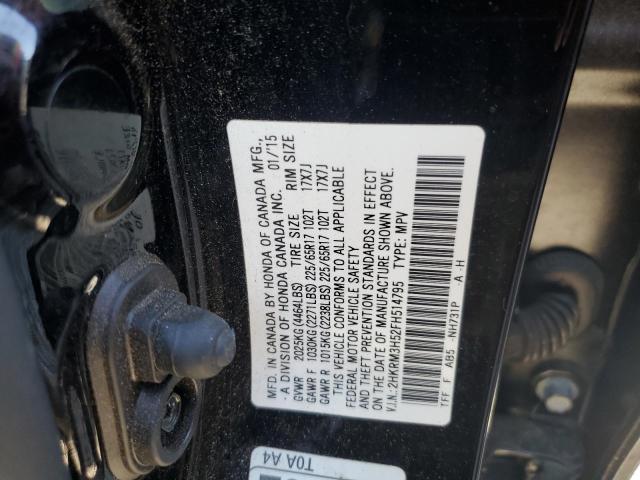 MFD. IN CANADA BY HONDA OF CANADA MFG.,
A DIVISION OF HONDA CANADA INC. 01/'15
GVWR 2025KG (4464LBS) TIRE SIZE RIM SIZE
GAWR F 1030KG (2271LBS) 225/65R17 102T 17X7J
GAWR R 1015KG (2238LBS) 225/65R17 102T 17X7J
THIS VEHICLE CONFORMS TO ALL APPLICABLE
FEDERAL MOTOR VEHICLE SAFETY
AND THEFT PREVENTION STANDARDS IN EFFECT
ON THE DATE OF MANUFACTURE SHOWN ABOVE.
V.I.N.: 2HKRM3H52FH514795 TYPE: MPV
TFF F AB5 -NH731P -A-H
T0A A4